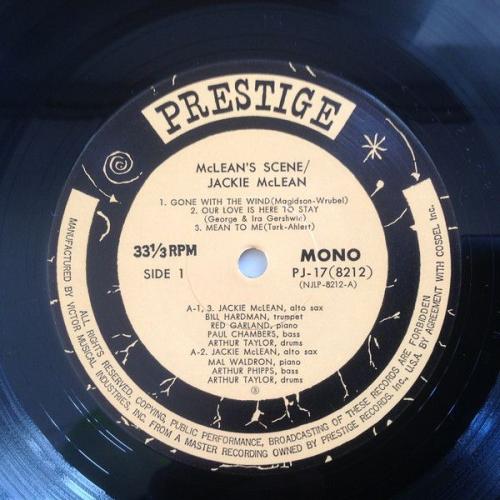 PRESTIGE
McLEAN'S SCENE/
JACKIE McLEAN
1. GONE WITH THE WIND(Magidson-Wrubel)
2. OUR LOVE IS HERE TO STAY
(George & Ira Gershwin)
3. MEAN TO ME(Turk-Ahlert)
33⅓ RPM
SIDE 1
MONO
PJ-17(8212)
(NJLP-8212-A)
A-1, 3. JACKIE McLEAN, alto sax
BILL HARDMAN, trumpet
RED GARLAND, piano
PAUL CHAMBERS, bass
ARTHUR TAYLOR, drums
A-2. JACKIE McLEAN, alto sax
MAL WALDRON, piano
ARTHUR PHIPPS, bass
ARTHUR TAYLOR, drums
ALL RIGHTS RESERVED, COPYING, PUBLIC PERFORMANCE, BROADCASTING OF THESE RECORDS ARE FORBIDDEN
MANUFACTURED BY VICTOR MUSICAL INDUSTRIES, INC. FROM A MASTER RECORDING OWNED BY PRESTIGE RECORDS. Inc., U.S.A. BY AGREEMENT WITH COSDEL Inc.